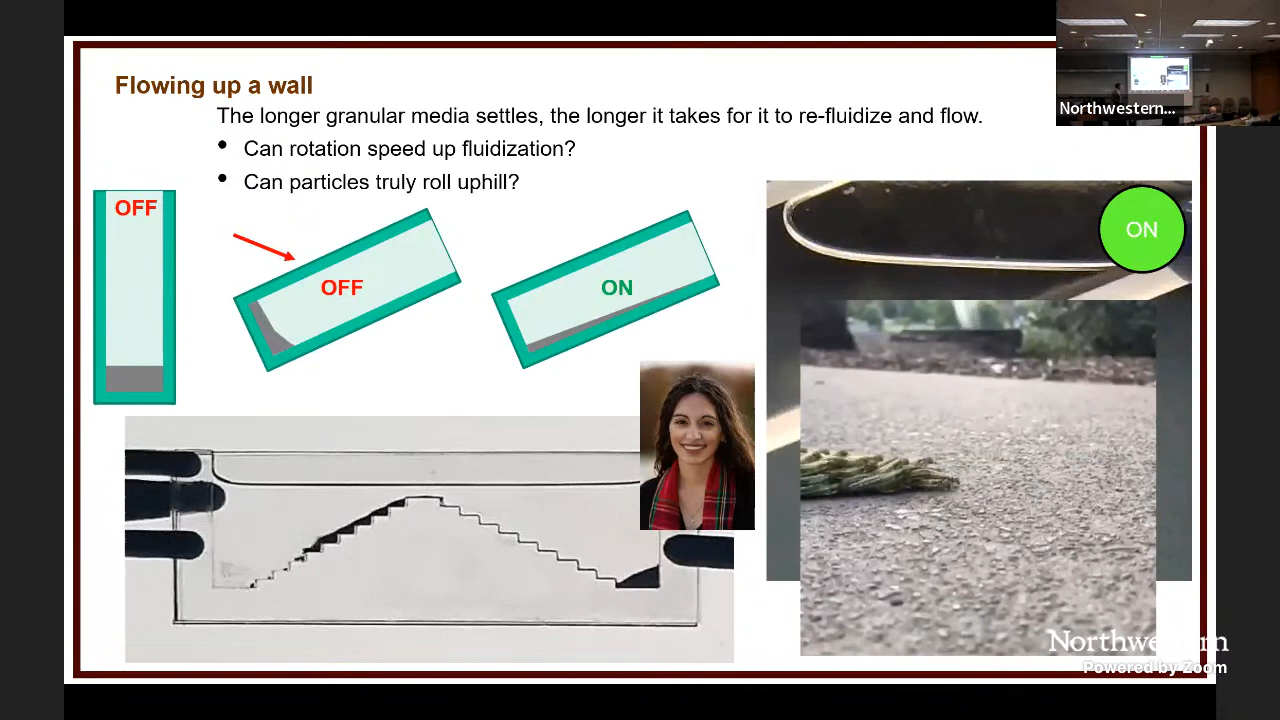 Flowing up a wall
The longer granular media settles, the longer it takes for it to re-fluidize and flow.
• Can rotation speed up fluidization?
• Can particles truly roll uphill?
OFF
OFF
ON
ON
Northwestern...
Northwestern
Powered by Zoom